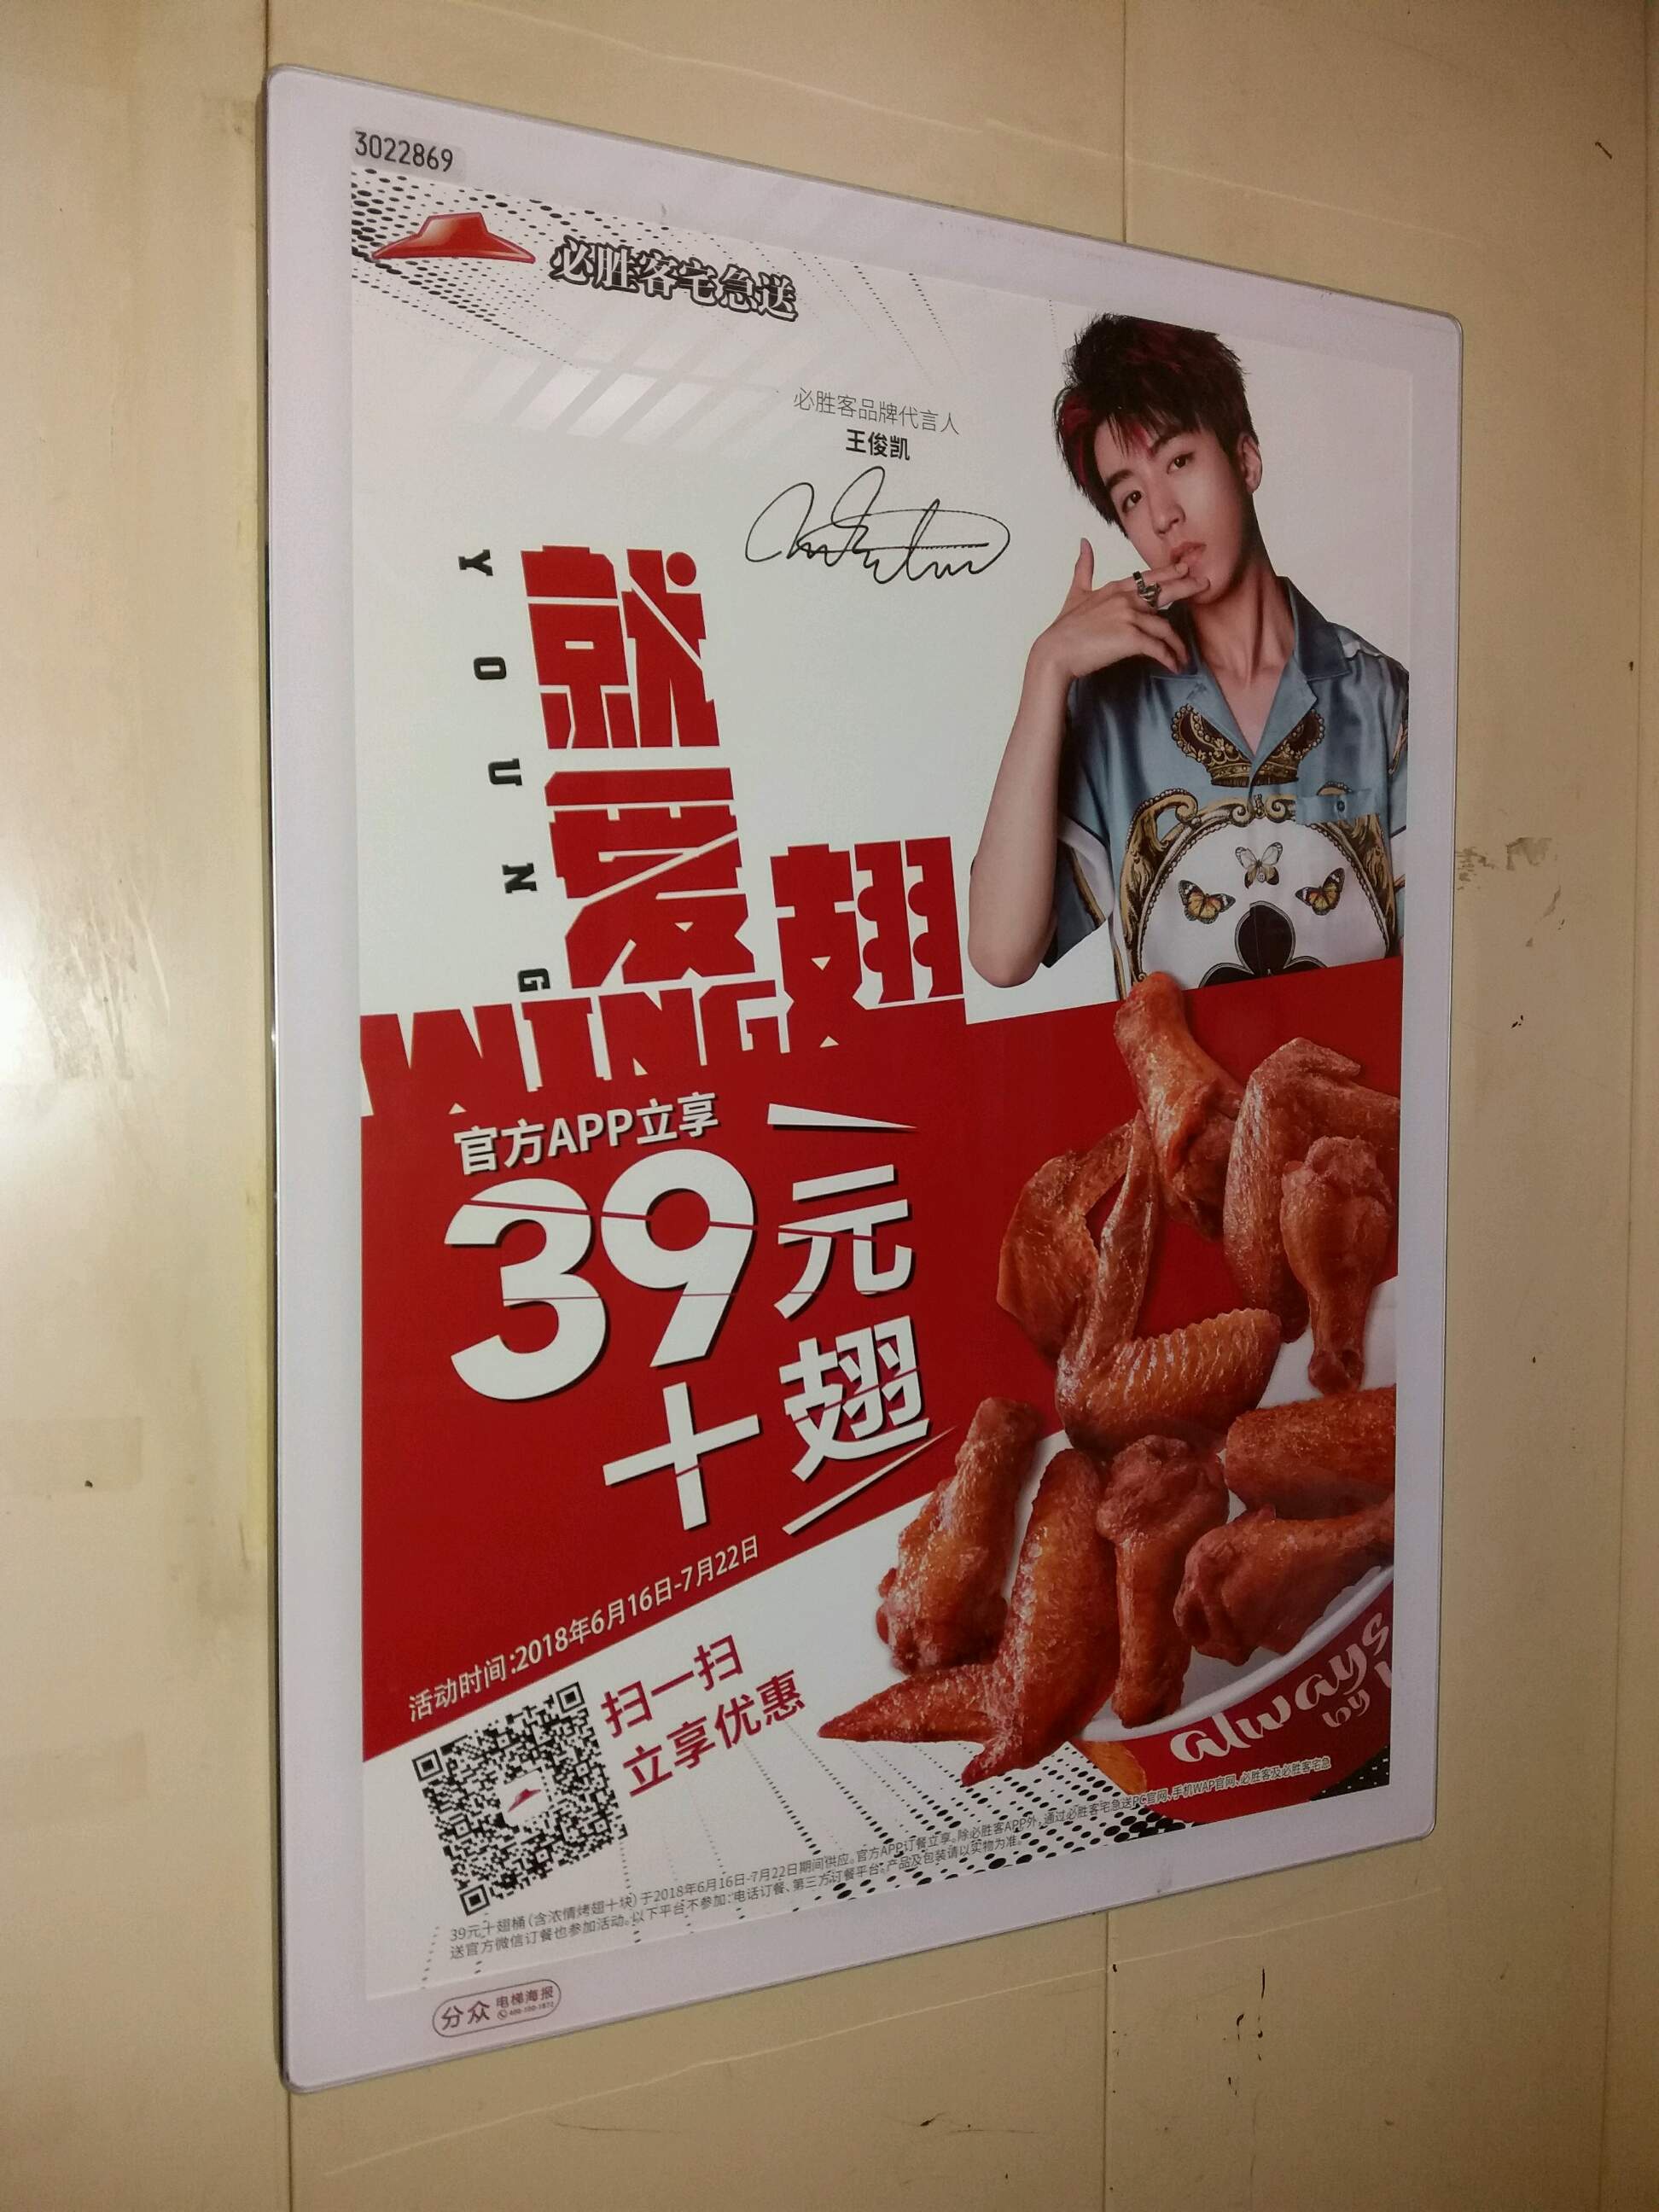 3022869
必胜客宅急送
必胜客品牌代言人
王俊凯
YOUNG
就爱翅
WING
官方APP立享
39元
十翅
活动时间:2018年6月16日-7月22日
扫一扫
立享优惠
always
by
39元十翅桶(含浓情烤翅十块)于2018年6月16日-7月22日期间供应。官方APP订餐立享。除必胜客APP外,通过必胜客宅急送PC官网、手机WAP官网、必胜客及必胜客宅急
送官方微信订餐也参加活动。以下平台不参加:电话订餐、第三方订餐平台。产品及包装请以实物为准。
分众 电梯海报